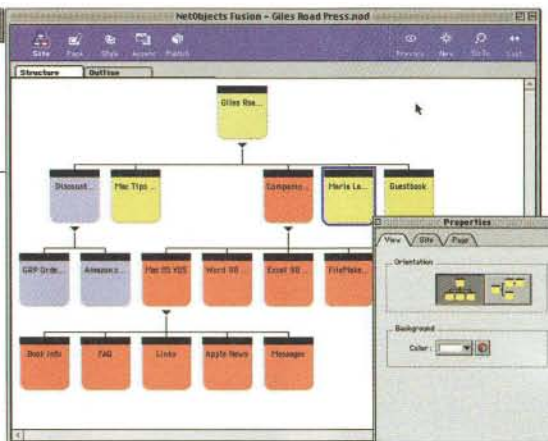 NetObjects Fusion – Giles Road Press.nod
Site Page Style Assets Publish Preview New Go To Last
Structure Outline
Giles Roa...
Discount... Mac Tips ... Companio... Maria La... Guestbook
GRP Orde... Amazon.c... Mac OS Word 98 ... Excel 98 ... FileMake...
Book Info FAQ Links Apple News Messages
Properties
View Site Page
Orientation
Background
Color: